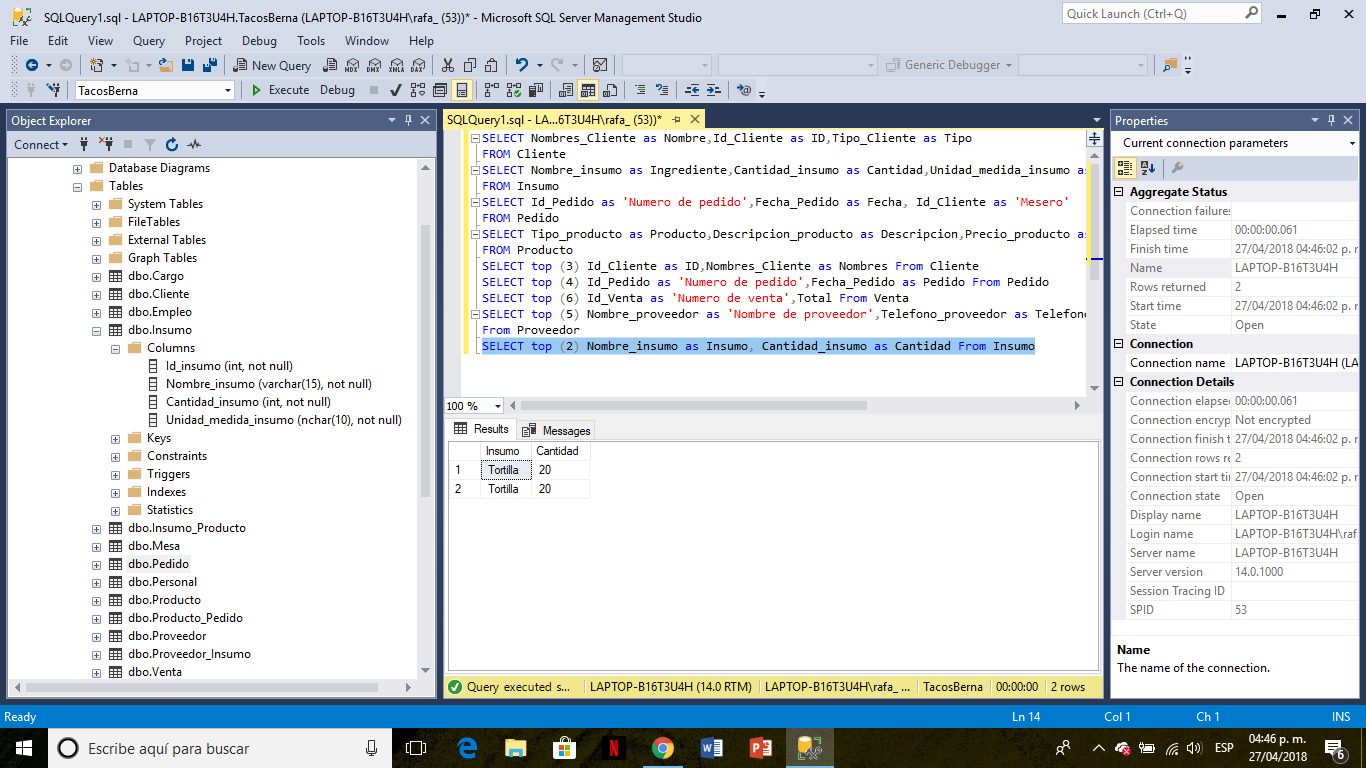 SQLQuery1.sql - LAPTOP-B16T3U4H.TacosBerna (LAPTOP-B16T3U4H\rafa_ (53))* - Microsoft SQL Server Management Studio
Quick Launch (Ctrl+Q)
File Edit View Query Project Debug Tools Window Help
New Query MDX DMX XMLA DAX Generic Debugger
TacosBerna Execute Debug
Object Explorer
Connect
Database Diagrams
Tables
System Tables
FileTables
External Tables
Graph Tables
dbo.Cargo
dbo.Cliente
dbo.Empleo
dbo.Insumo
Columns
Id_insumo (int, not null)
Nombre_insumo (varchar(15), not null)
Cantidad_insumo (int, not null)
Unidad_medida_insumo (nchar(10), not null)
Keys
Constraints
Triggers
Indexes
Statistics
dbo.Insumo_Producto
dbo.Mesa
dbo.Pedido
dbo.Personal
dbo.Producto
dbo.Producto_Pedido
dbo.Proveedor
dbo.Proveedor_Insumo
dbo.Venta
SQLQuery1.sql - LA...6T3U4H\rafa_ (53))*
SELECT Nombres_Cliente as Nombre,Id_Cliente as ID,Tipo_Cliente as Tipo
FROM Cliente
SELECT Nombre_insumo as Ingrediente,Cantidad_insumo as Cantidad,Unidad_medida_insumo as
FROM Insumo
SELECT Id_Pedido as 'Numero de pedido',Fecha_Pedido as Fecha, Id_Cliente as 'Mesero'
FROM Pedido
SELECT Tipo_producto as Producto,Descripcion_producto as Descripcion,Precio_producto as
FROM Producto
SELECT top (3) Id_Cliente as ID,Nombres_Cliente as Nombres From Cliente
SELECT top (4) Id_Pedido as 'Numero de pedido',Fecha_Pedido as Pedido From Pedido
SELECT top (6) Id_Venta as 'Numero de venta',Total From Venta
SELECT top (5) Nombre_proveedor as 'Nombre de proveedor',Telefono_proveedor as Telefono
From Proveedor
SELECT top (2) Nombre_insumo as Insumo, Cantidad_insumo as Cantidad From Insumo
100 %
Results Messages
Insumo Cantidad
1 Tortilla 20
2 Tortilla 20
Query executed s... LAPTOP-B16T3U4H (14.0 RTM) LAPTOP-B16T3U4H\rafa_ ... TacosBerna 00:00:00 2 rows
Properties
Current connection parameters
Aggregate Status
Connection failures
Elapsed time 00:00:00.061
Finish time 27/04/2018 04:46:02 p. r
Name LAPTOP-B16T3U4H
Rows returned 2
Start time 27/04/2018 04:46:02 p. r
State Open
Connection
Connection name LAPTOP-B16T3U4H (LA
Connection Details
Connection elapse 00:00:00.061
Connection encryp Not encrypted
Connection finish t 27/04/2018 04:46:02 p. r
Connection rows re 2
Connection start ti 27/04/2018 04:46:02 p. r
Connection state Open
Display name LAPTOP-B16T3U4H
Login name LAPTOP-B16T3U4H\raf
Server name LAPTOP-B16T3U4H
Server version 14.0.1000
Session Tracing ID
SPID 53
Name
The name of the connection.
Ready Ln 14 Col 1 Ch 1 INS
Escribe aquí para buscar
ESP
04:46 p. m.
27/04/2018
6